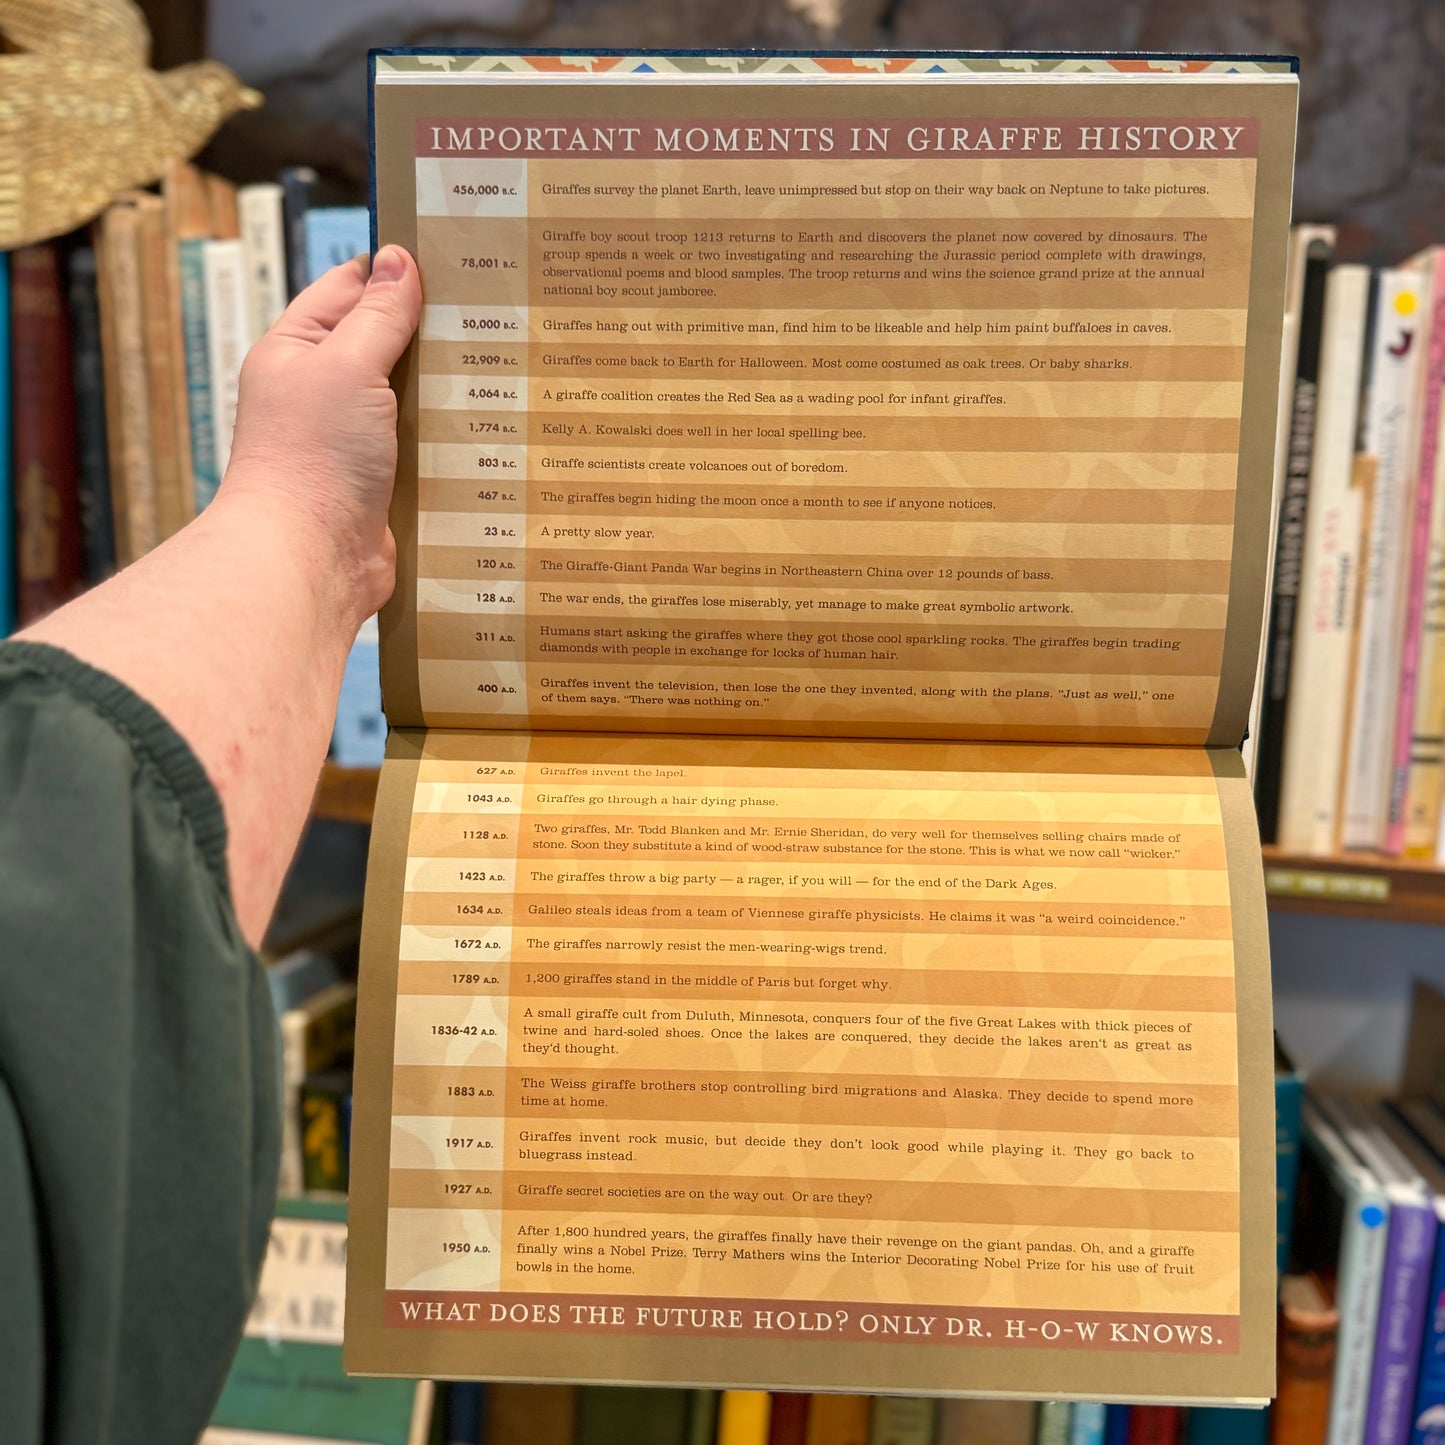 IMPORTANT MOMENTS IN GIRAFFE HISTORY
456,000 B.C. Giraffes survey the planet Earth, leave unimpressed but stop on their way back on Neptune to take pictures.
78,001 B.C. Giraffe boy scout troop 1213 returns to Earth and discovers the planet now covered by dinosaurs. The
group spends a week or two investigating and researching the Jurassic period complete with drawings,
observational poems and blood samples. The troop returns and wins the science grand prize at the annual
national boy scout jamboree.
50,000 B.C. Giraffes hang out with primitive man, find him to be likeable and help him paint buffaloes in caves.
22,909 B.C. Giraffes come back to Earth for Halloween. Most come costumed as oak trees. Or baby sharks.
4,064 B.C. A giraffe coalition creates the Red Sea as a wading pool for infant giraffes.
1,774 B.C. Kelly A. Kowalski does well in her local spelling bee.
803 B.C. Giraffe scientists create volcanoes out of boredom.
467 B.C. The giraffes begin hiding the moon once a month to see if anyone notices.
23 B.C. A pretty slow year.
120 A.D. The Giraffe-Giant Panda War begins in Northeastern China over 12 pounds of bass.
128 A.D. The war ends, the giraffes lose miserably, yet manage to make great symbolic artwork.
311 A.D. Humans start asking the giraffes where they got those cool sparkling rocks. The giraffes begin trading
diamonds with people in exchange for locks of human hair.
400 A.D. Giraffes invent the television, then lose the one they invented, along with the plans. “Just as well,” one
of them says. “There was nothing on.”
627 A.D. Giraffes invent the lapel.
1043 A.D. Giraffes go through a hair dying phase.
1128 A.D. Two giraffes, Mr. Todd Blanken and Mr. Ernie Sheridan, do very well for themselves selling chairs made of
stone. Soon they substitute a kind of wood-straw substance for the stone. This is what we now call “wicker.”
1423 A.D. The giraffes throw a big party — a rager, if you will — for the end of the Dark Ages.
1634 A.D. Galileo steals ideas from a team of Viennese giraffe physicists. He claims it was “a weird coincidence.”
1672 A.D. The giraffes narrowly resist the men-wearing-wigs trend.
1789 A.D. 1,200 giraffes stand in the middle of Paris but forget why.
1836-42 A.D. A small giraffe cult from Duluth, Minnesota, conquers four of the five Great Lakes with thick pieces of
twine and hard-soled shoes. Once the lakes are conquered, they decide the lakes aren't as great as
they'd thought.
1883 A.D. The Weiss giraffe brothers stop controlling bird migrations and Alaska. They decide to spend more
time at home.
1917 A.D. Giraffes invent rock music, but decide they don't look good while playing it. They go back to
bluegrass instead.
1927 A.D. Giraffe secret societies are on the way out. Or are they?
1950 A.D. After 1,800 hundred years, the giraffes finally have their revenge on the giant pandas. Oh, and a giraffe
finally wins a Nobel Prize. Terry Mathers wins the Interior Decorating Nobel Prize for his use of fruit
bowls in the home.
WHAT DOES THE FUTURE HOLD? ONLY DR. H-O-W KNOWS.